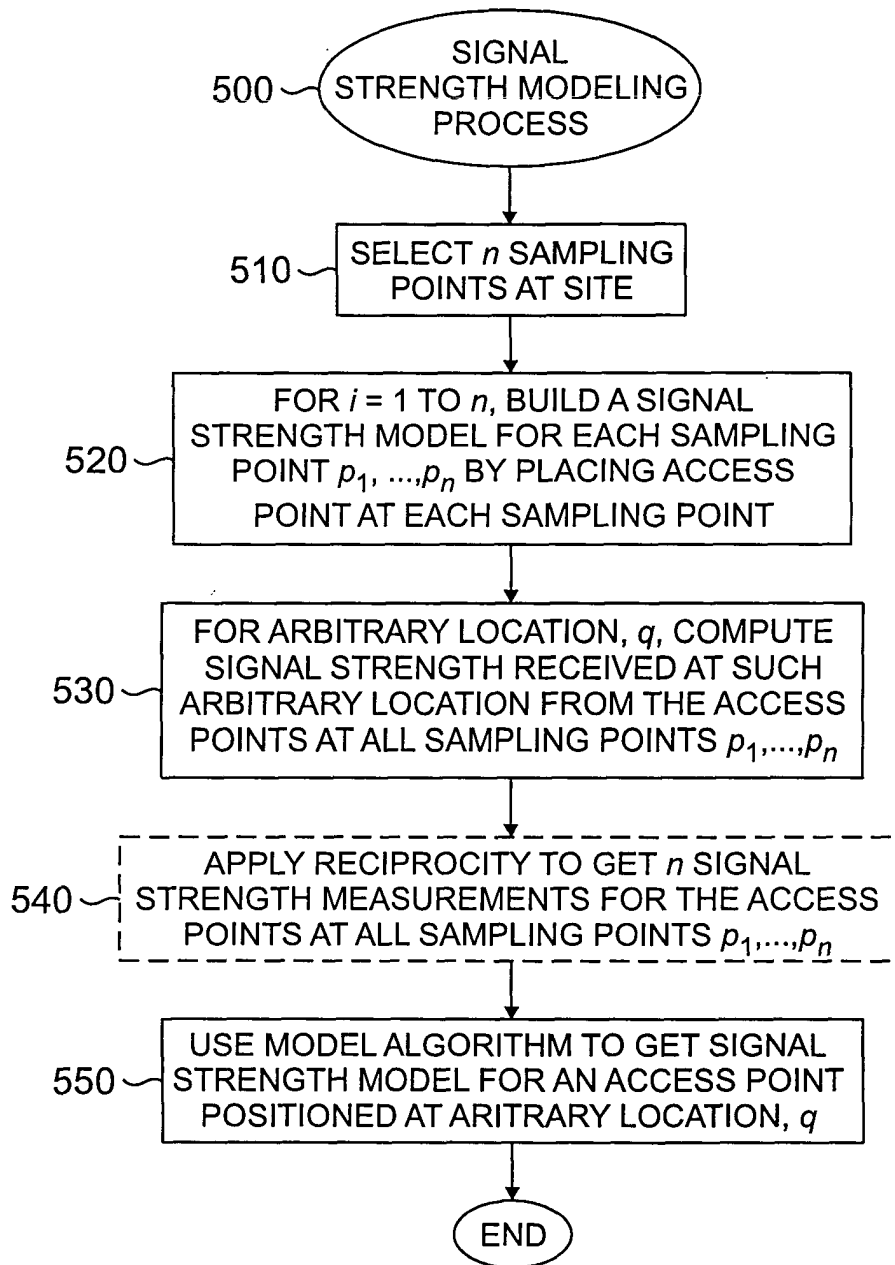 500
SIGNAL
STRENGTH MODELING
PROCESS
510
SELECT n SAMPLING
POINTS AT SITE
520
FOR i = 1 TO n, BUILD A SIGNAL
STRENGTH MODEL FOR EACH SAMPLING
POINT p1, ...,pn BY PLACING ACCESS
POINT AT EACH SAMPLING POINT
530
FOR ARBITRARY LOCATION, q, COMPUTE
SIGNAL STRENGTH RECEIVED AT SUCH
ARBITRARY LOCATION FROM THE ACCESS
POINTS AT ALL SAMPLING POINTS p1,...,pn
540
APPLY RECIPROCITY TO GET n SIGNAL
STRENGTH MEASUREMENTS FOR THE ACCESS
POINTS AT ALL SAMPLING POINTS p1,...,pn
550
USE MODEL ALGORITHM TO GET SIGNAL
STRENGTH MODEL FOR AN ACCESS POINT
POSITIONED AT ARITRARY LOCATION, q
END